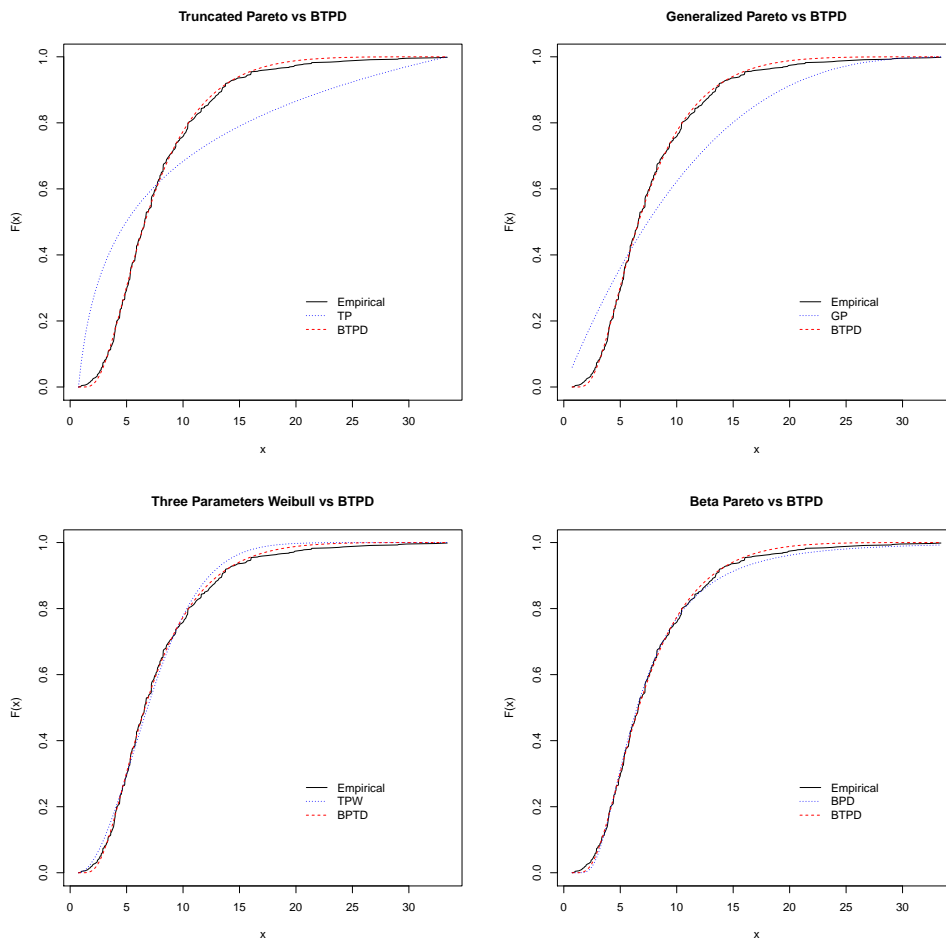 Truncated Pareto vs BTPD
F(x)
1.0
0.8
0.6
0.4
0.2
0.0
Empirical
TP
BTPD
0 5 10 15 20 25 30
x
Generalized Pareto vs BTPD
F(x)
1.0
0.8
0.6
0.4
0.2
0.0
Empirical
GP
BTPD
0 5 10 15 20 25 30
x
Three Parameters Weibull vs BTPD
F(x)
1.0
0.8
0.6
0.4
0.2
0.0
Empirical
TPW
BPTD
0 5 10 15 20 25 30
x
Beta Pareto vs BTPD
F(x)
1.0
0.8
0.6
0.4
0.2
0.0
Empirical
BPD
BTPD
0 5 10 15 20 25 30
x